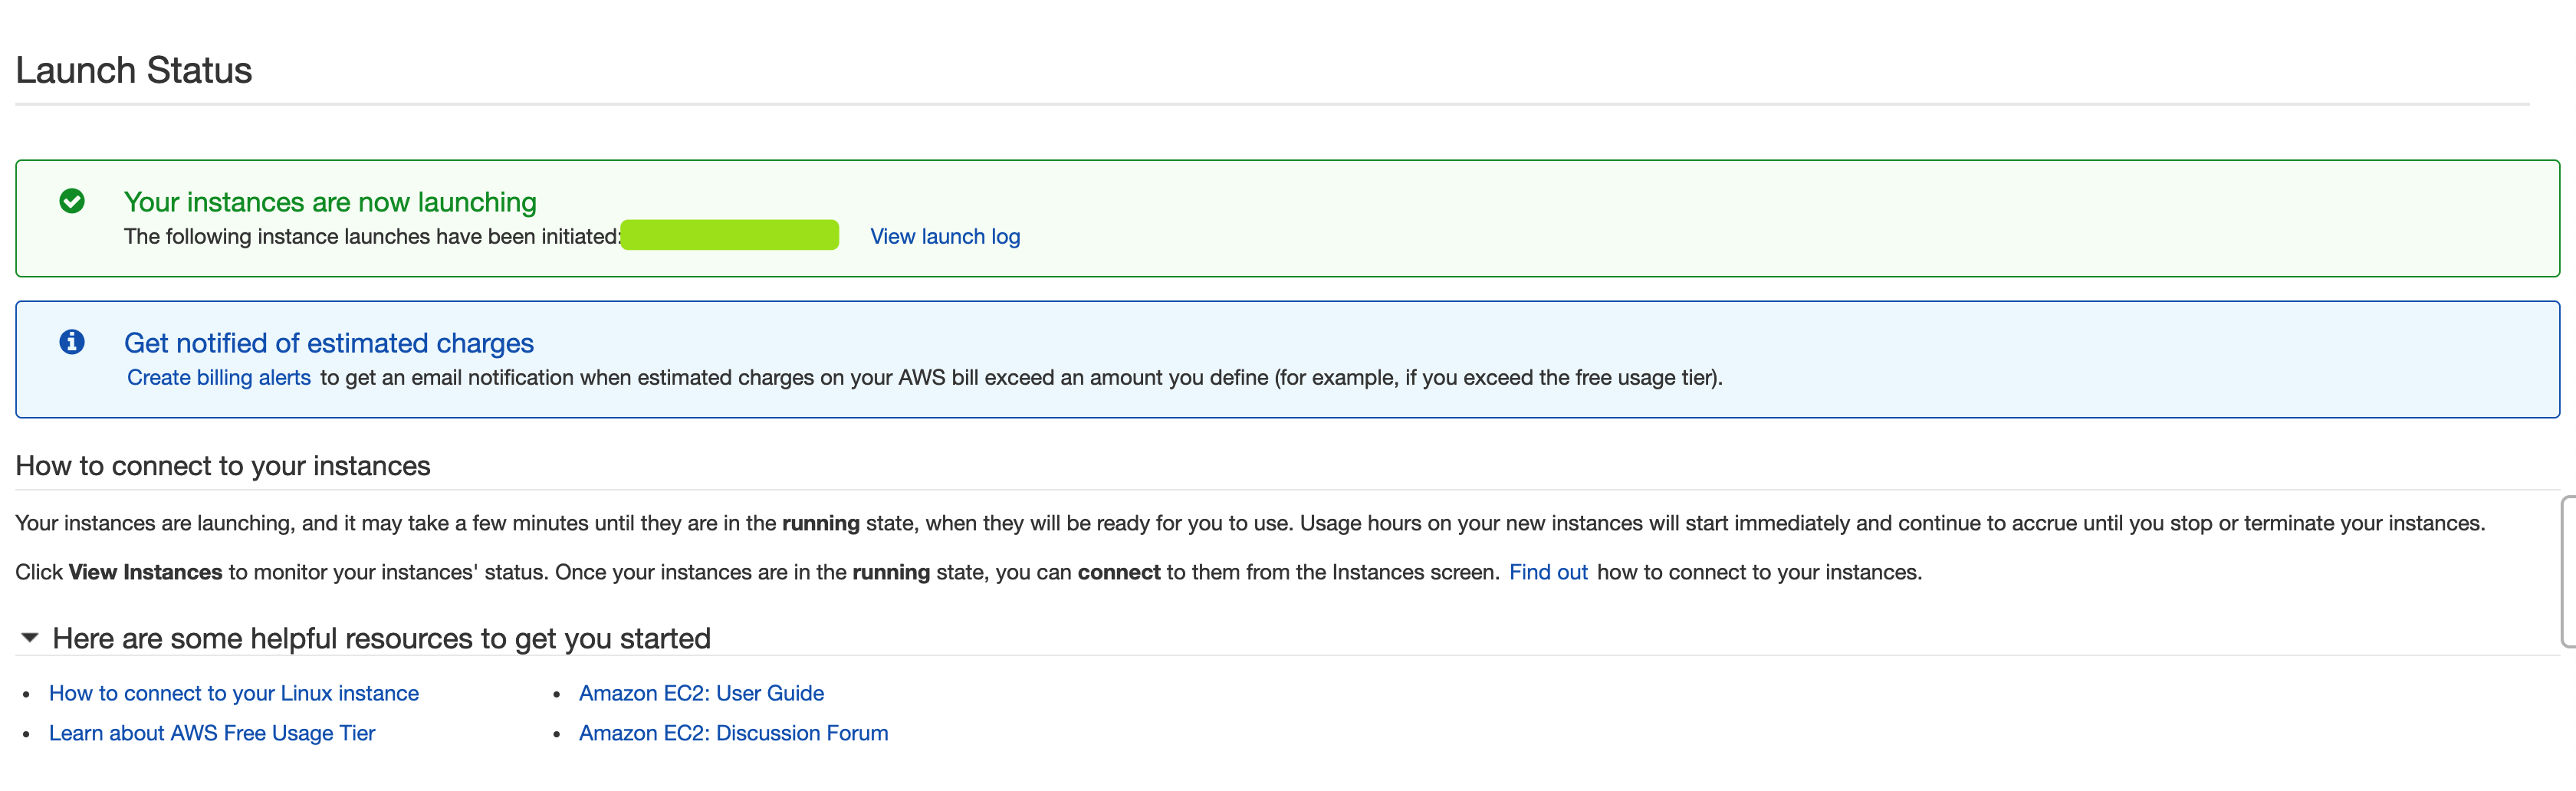 Launch Status
Your instances are now launching
The following instance launches have been initiated: View launch log
Get notified of estimated charges
Create billing alerts to get an email notification when estimated charges on your AWS bill exceed an amount you define (for example, if you exceed the free usage tier).
How to connect to your instances
Your instances are launching, and it may take a few minutes until they are in the running state, when they will be ready for you to use. Usage hours on your new instances will start immediately and continue to accrue until you stop or terminate your instances.
Click View Instances to monitor your instances' status. Once your instances are in the running state, you can connect to them from the Instances screen. Find out how to connect to your instances.
Here are some helpful resources to get you started
• How to connect to your Linux instance
• Learn about AWS Free Usage Tier
• Amazon EC2: User Guide
• Amazon EC2: Discussion Forum